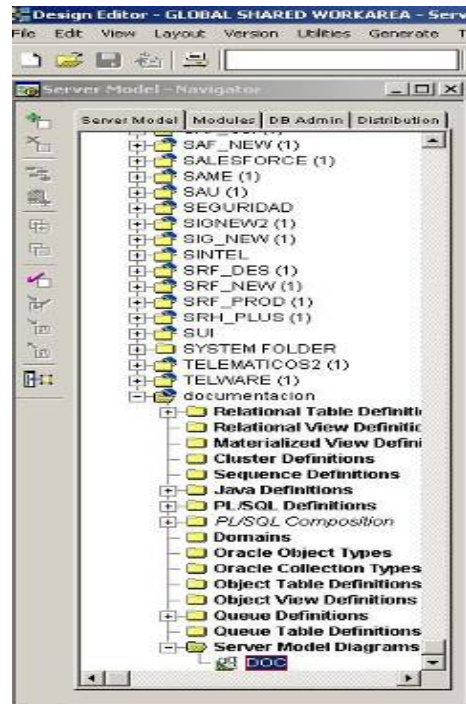 Design Editor - GLOBAL SHARED WORKAREA - Serv
File Edit View Layout Version Utilities Generate T
Server Model - Navigator
Server Model Modules DB Admin Distribution
SAF_NEW (1)
SALESFORCE (1)
SAME (1)
SAU (1)
SEGURIDAD
SIGNEW2 (1)
SIG_NEW (1)
SINTEL
SRF_DES (1)
SRF_NEW (1)
SRF_PROD (1)
SRH_PLUS (1)
SUI
SYSTEM FOLDER
TELEMATICOS2 (1)
TELWARE (1)
documentacion
Relational Table Definiti
Relational View Definitic
Materialized View Defini
Cluster Definitions
Sequence Definitions
Java Definitions
PL/SQL Definitions
PL/SQL Composition
Domains
Oracle Object Types
Oracle Collection Types
Object Table Definitions
Object View Definitions
Queue Definitions
Queue Table Definitions
Server Model Diagrams
DOC